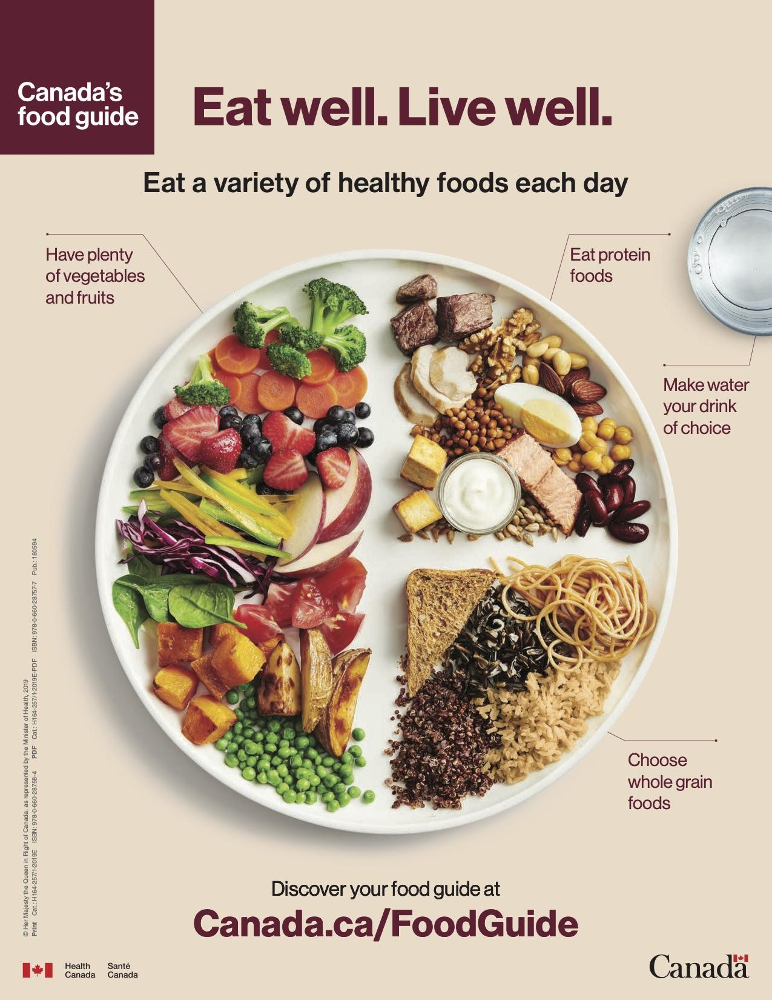 Canada’s
food guide
Eat well. Live well.
Eat a variety of healthy foods each day
Have plenty
of vegetables
and fruits
Eat protein
foods
Make water
your drink
of choice
Choose
whole grain
foods
Discover your food guide at
Canada.ca/FoodGuide
© Her Majesty the Queen in Right of Canada, as represented by the Minister of Health, 2019
Print Cat.: H164-257/1-2019E ISBN: 978-0-660-28758-4 PDF Cat.: H164-257/1-2019E-PDF ISBN: 978-0-660-28757-7 Pub.: 180594
Health
Canada
Santé
Canada
Canada